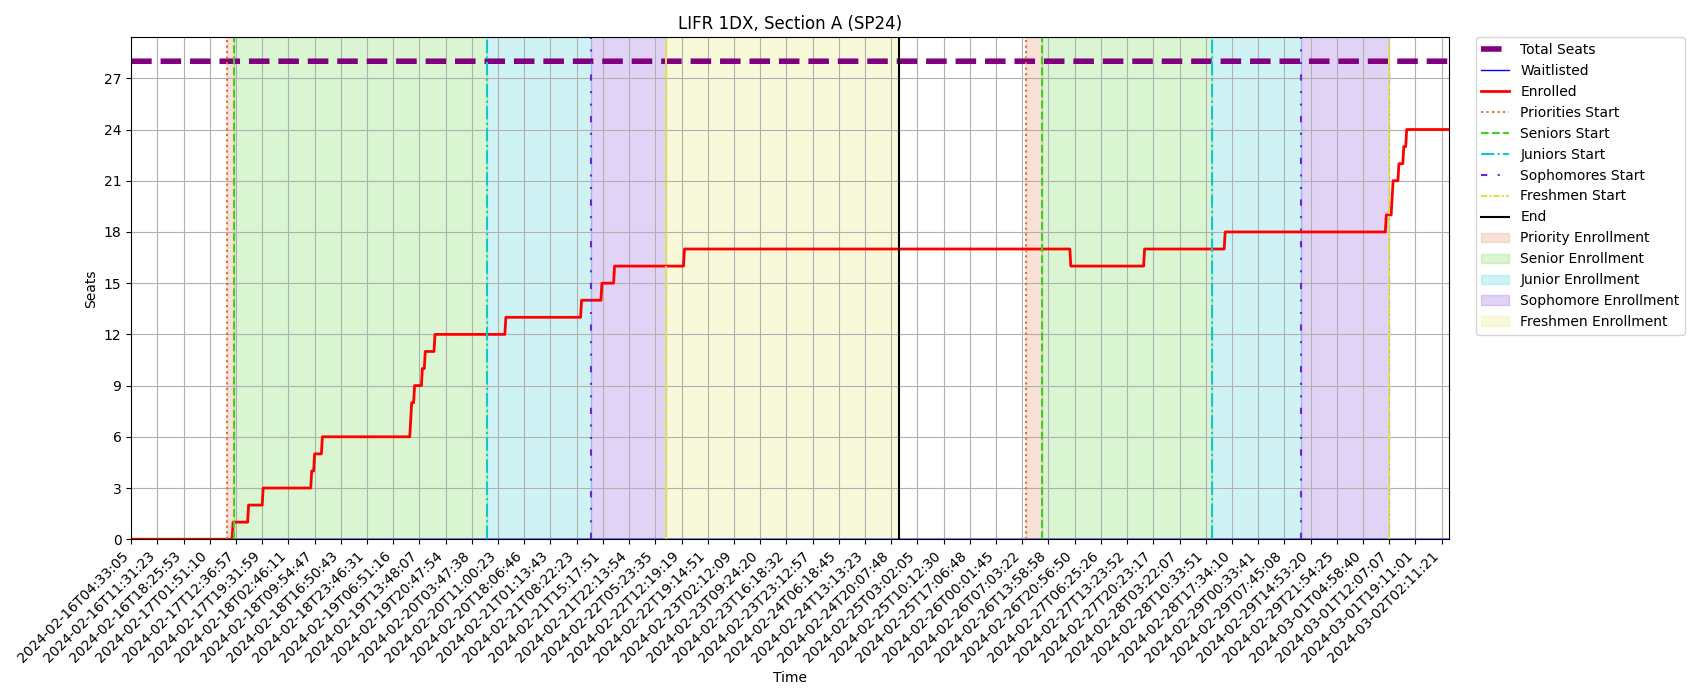 LIFR 1DX, Section A (SP24)
Seats
27
24
21
18
15
12
9
6
3
0
2024-02-16T04:33:05
2024-02-16T11:31:23
2024-02-16T18:25:53
2024-02-17T01:51:10
2024-02-17T12:36:57
2024-02-17T19:31:59
2024-02-18T02:46:11
2024-02-18T09:54:47
2024-02-18T16:50:43
2024-02-18T23:46:31
2024-02-19T06:51:16
2024-02-19T13:48:07
2024-02-19T20:47:54
2024-02-20T03:47:38
2024-02-20T11:00:23
2024-02-20T18:06:46
2024-02-21T01:13:43
2024-02-21T08:22:23
2024-02-21T15:17:51
2024-02-21T22:13:54
2024-02-22T05:23:35
2024-02-22T12:19:19
2024-02-22T19:14:51
2024-02-23T02:12:09
2024-02-23T09:24:20
2024-02-23T16:18:32
2024-02-23T23:12:57
2024-02-24T06:18:45
2024-02-24T13:13:23
2024-02-24T20:07:48
2024-02-25T03:02:05
2024-02-25T10:12:30
2024-02-25T17:06:48
2024-02-26T00:01:45
2024-02-26T07:03:22
2024-02-26T13:58:58
2024-02-26T20:56:50
2024-02-27T06:25:26
2024-02-27T13:23:52
2024-02-27T20:23:17
2024-02-28T03:22:07
2024-02-28T10:33:51
2024-02-28T17:34:10
2024-02-29T00:33:41
2024-02-29T07:45:08
2024-02-29T14:53:20
2024-02-29T21:54:25
2024-03-01T04:58:40
2024-03-01T12:07:07
2024-03-01T19:11:01
2024-03-02T02:11:21
Time
Total Seats
Waitlisted
Enrolled
Priorities Start
Seniors Start
Juniors Start
Sophomores Start
Freshmen Start
End
Priority Enrollment
Senior Enrollment
Junior Enrollment
Sophomore Enrollment
Freshmen Enrollment